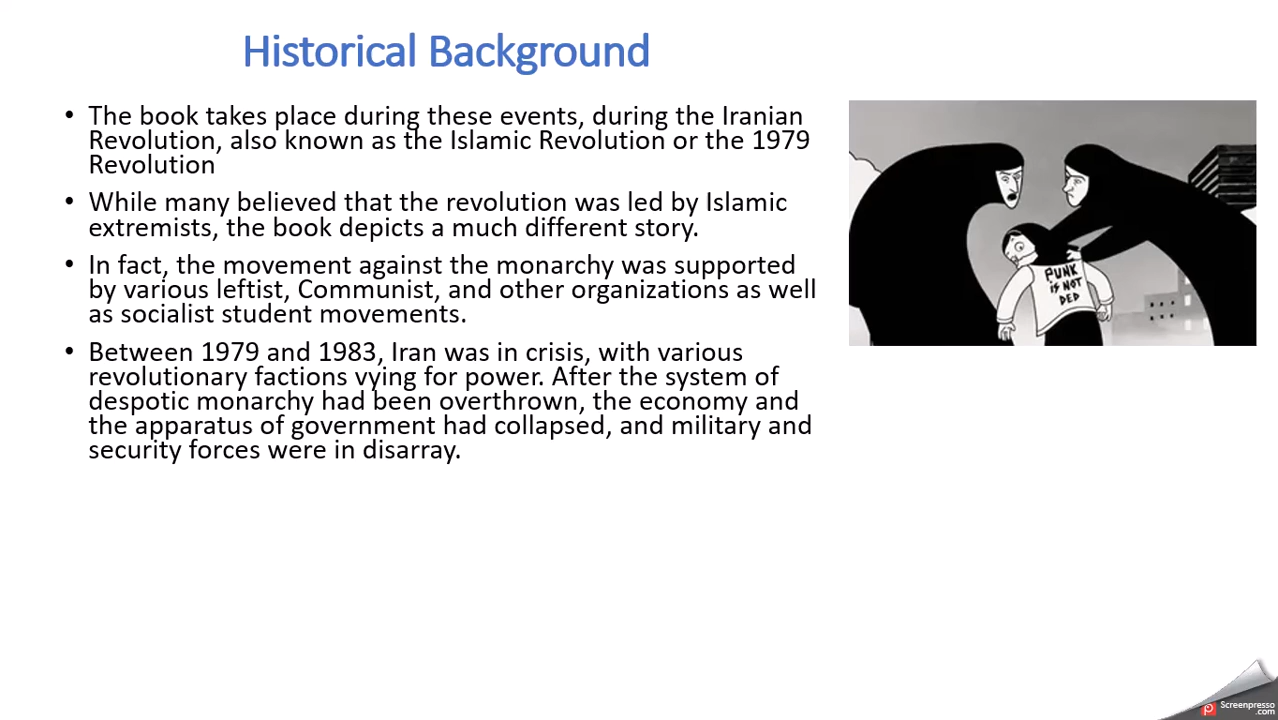 Historical Background
• The book takes place during these events, during the Iranian
Revolution, also known as the Islamic Revolution or the 1979
Revolution
• While many believed that the revolution was led by Islamic
extremists, the book depicts a much different story.
• In fact, the movement against the monarchy was supported
by various leftist, Communist, and other organizations as well
as socialist student movements.
• Between 1979 and 1983, Iran was in crisis, with various
revolutionary factions vying for power. After the system of
despotic monarchy had been overthrown, the economy and
the apparatus of government had collapsed, and military and
security forces were in disarray.
PUNK
iS NOT
DED
Screenpresso
.com